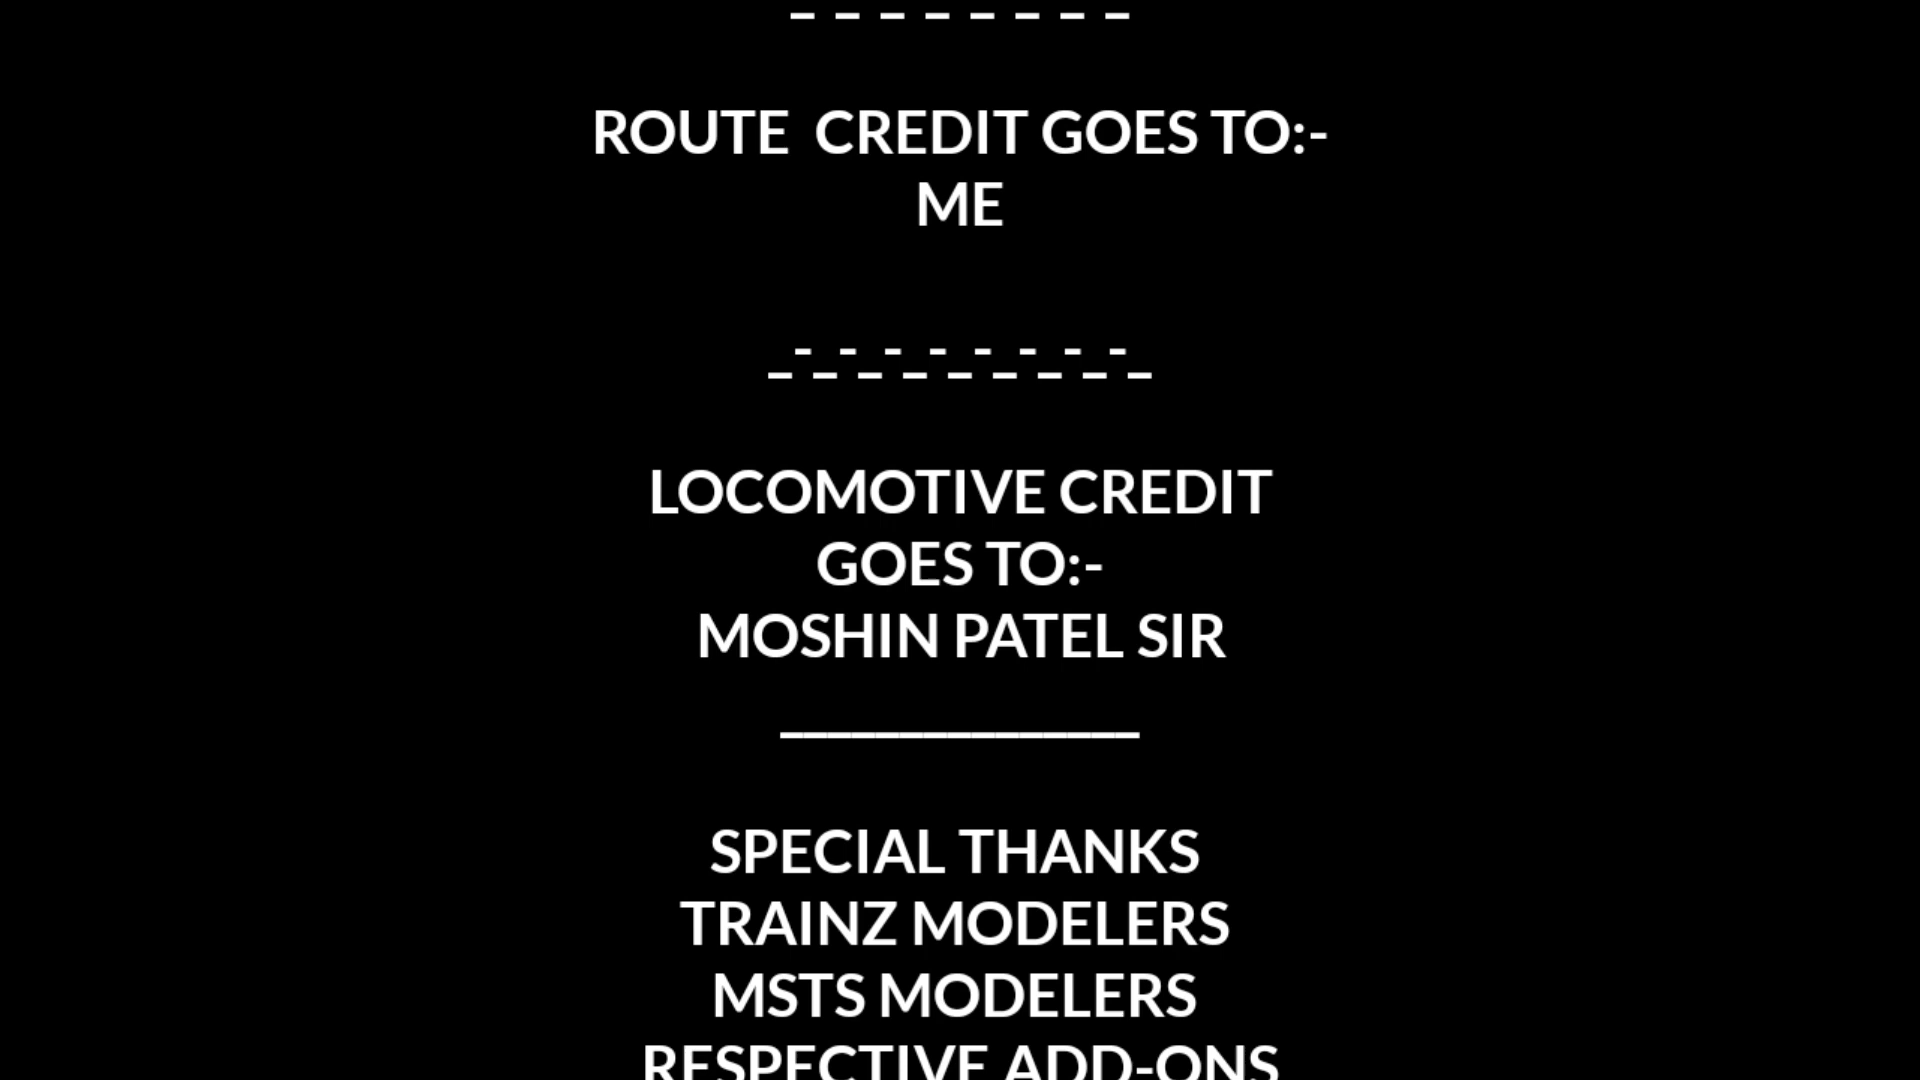 _ _ _ _ _ _ _ _
ROUTE  CREDIT GOES TO:-
ME
_-_-_-_-_-_-_-_-_
LOCOMOTIVE CREDIT
GOES TO:-
MOSHIN PATEL SIR
_______________
SPECIAL THANKS
TRAINZ MODELERS
MSTS MODELERS
RESPECTIVE ADD-ONS